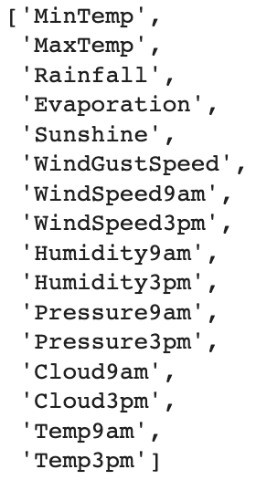 ['MinTemp',
'MaxTemp',
'Rainfall',
'Evaporation',
'Sunshine',
'WindGustSpeed',
'WindSpeed9am',
'WindSpeed3pm',
'Humidity9am',
'Humidity3pm',
'Pressure9am',
'Pressure3pm',
'Cloud9am',
'Cloud3pm',
'Temp9am',
'Temp3pm']